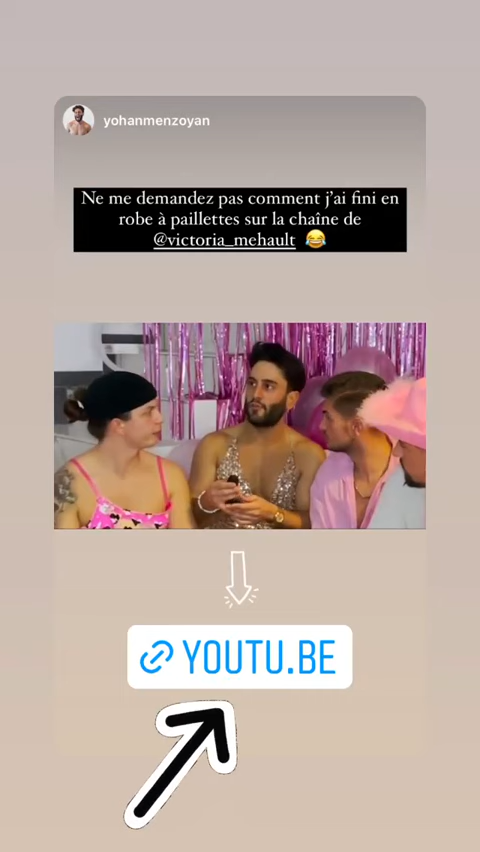 yohanmenzoyan
Ne me demandez pas comment j'ai fini en
robe à paillettes sur la chaîne de
@victoria_mehault 😂
YOUTU.BE